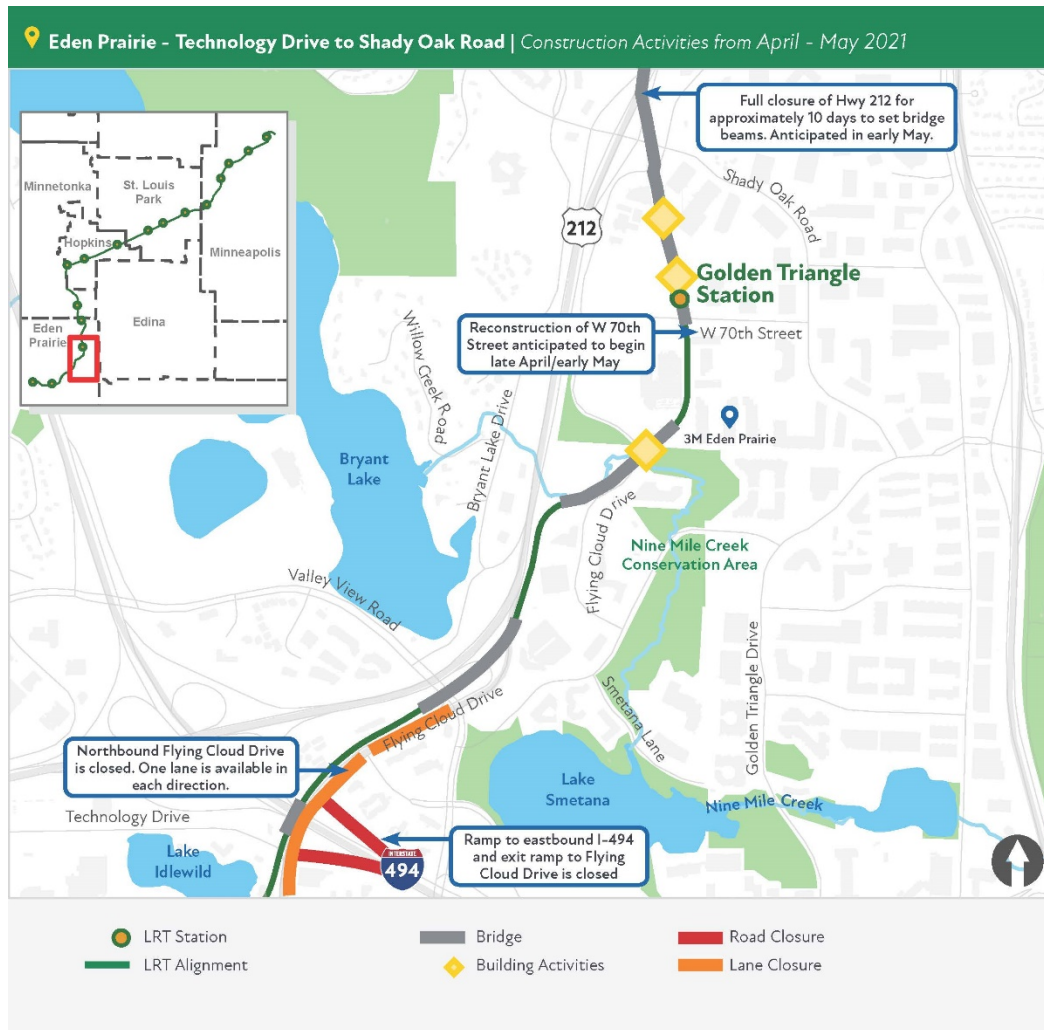 Eden Prairie - Technology Drive to Shady Oak Road | Construction Activities from April - May 2021
Full closure of Hwy 212 for
approximately 10 days to set bridge
beams. Anticipated in early May.
Minnetonka
St. Louis
Park
Hopkins
Minneapolis
Eden
Prairie
Edina
Shady Oak Road
212
Golden Triangle
Station
Reconstruction of W 70th
Street anticipated to begin
late April/early May
W 70th Street
Willow Creek Road
Bryant Lake Drive
3M Eden Prairie
Bryant
Lake
Flying Cloud Drive
Nine Mile Creek
Conservation Area
Valley View Road
Golden Triangle Drive
Smetana Lane
Flying Cloud Drive
Northbound Flying Cloud Drive
is closed. One lane is available in
each direction.
Lake
Smetana
Nine Mile Creek
Technology Drive
Lake
Idlewild
INTERSTATE
494
Ramp to eastbound I-494
and exit ramp to Flying
Cloud Drive is closed
LRT Station
Bridge
Road Closure
LRT Alignment
Building Activities
Lane Closure